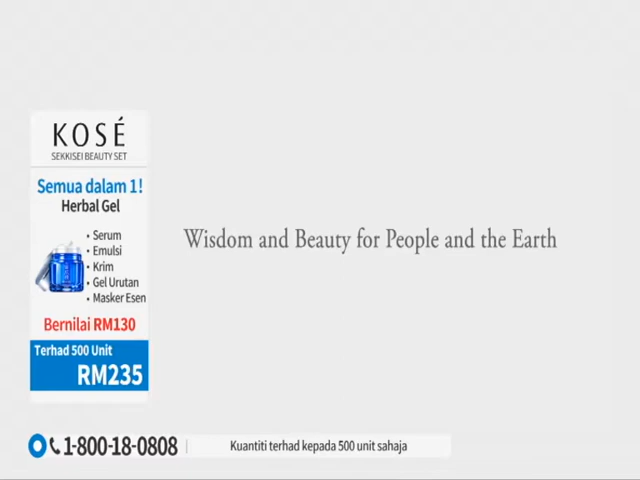 KOSÉ
SEKKISEI BEAUTY SET
Semua dalam 1!
Herbal Gel
• Serum
• Emulsi
• Krim
• Gel Urutan
• Masker Esen
Bernilai RM130
Terhad 500 Unit
RM235
Wisdom and Beauty for People and the Earth
1-800-18-0808
Kuantiti terhad kepada 500 unit sahaja